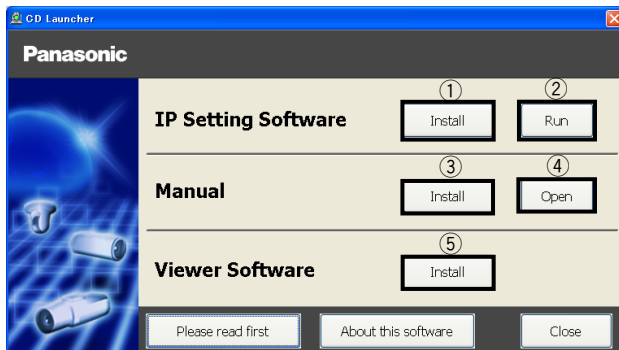 CD Launcher
Panasonic
① ②
IP Setting Software Install Run
③ ④
Manual Install Open
⑤
Viewer Software Install
Please read first About this software Close